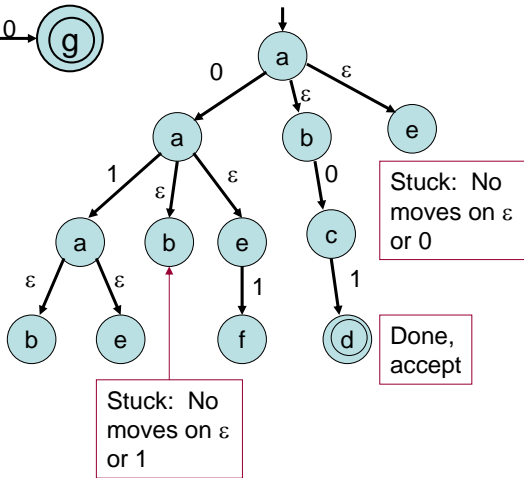 0
g
a
0 ε ε
a b e
1 ε ε 0
Stuck: No
moves on ε
or 0
a b e c
ε ε 1 1
b e f d
Done,
accept
Stuck: No
moves on ε
or 1